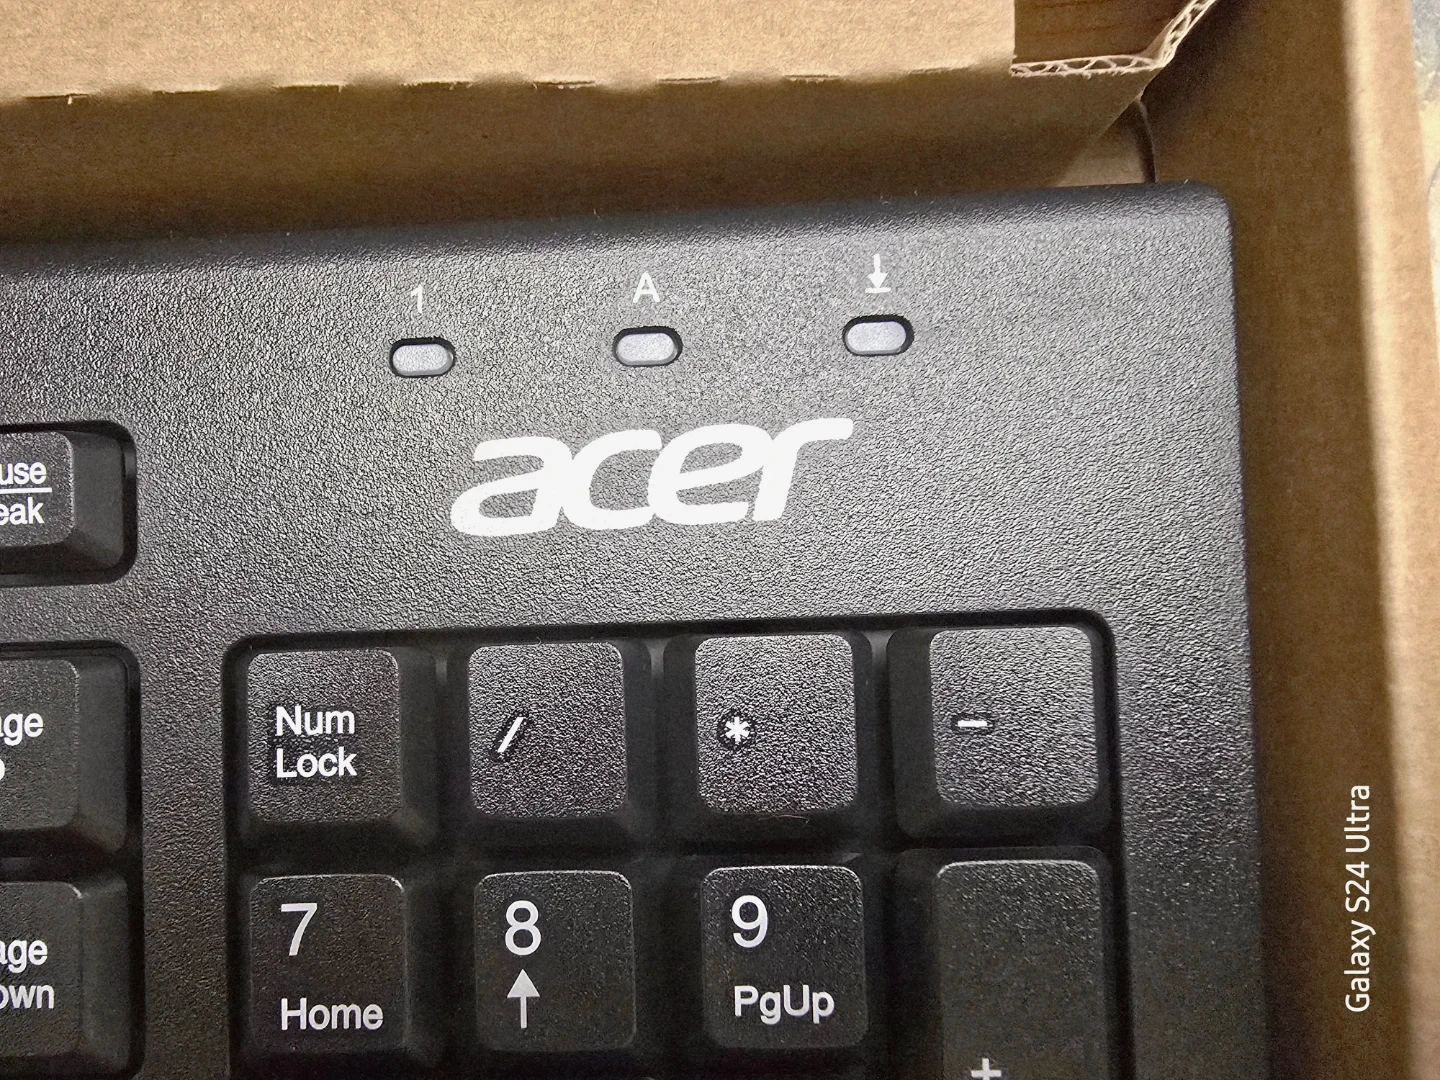 1 A
acer
use
eak
Num
Lock
/
*
-
age
7
Home
8
9
PgUp
age
own
+
Galaxy S24 Ultra